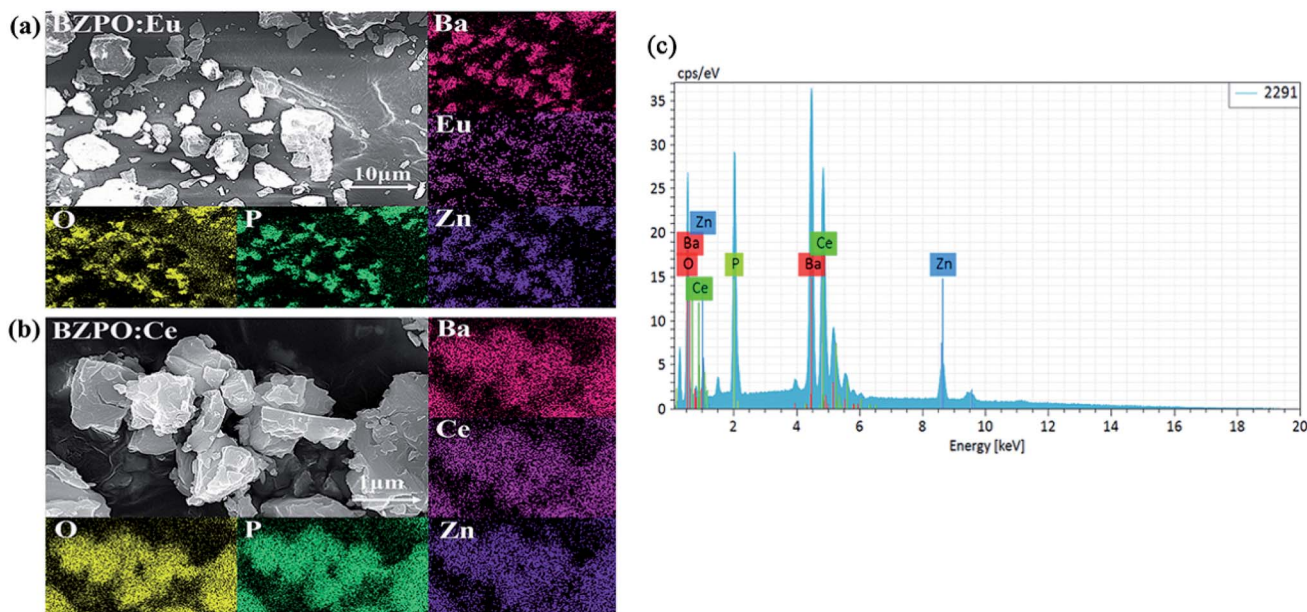 (a)
BZPO:Eu
Ba
Eu
10μm
O
P
Zn
(b)
BZPO:Ce
Ba
Ce
1μm
O
P
Zn
(c)
cps/eV
2291
35
30
25
20
15
10
5
0
Zn
Ba
O
Ce
P
Ce
Ba
Zn
2 4 6 8 10 12 14 16 18 20
Energy [keV]